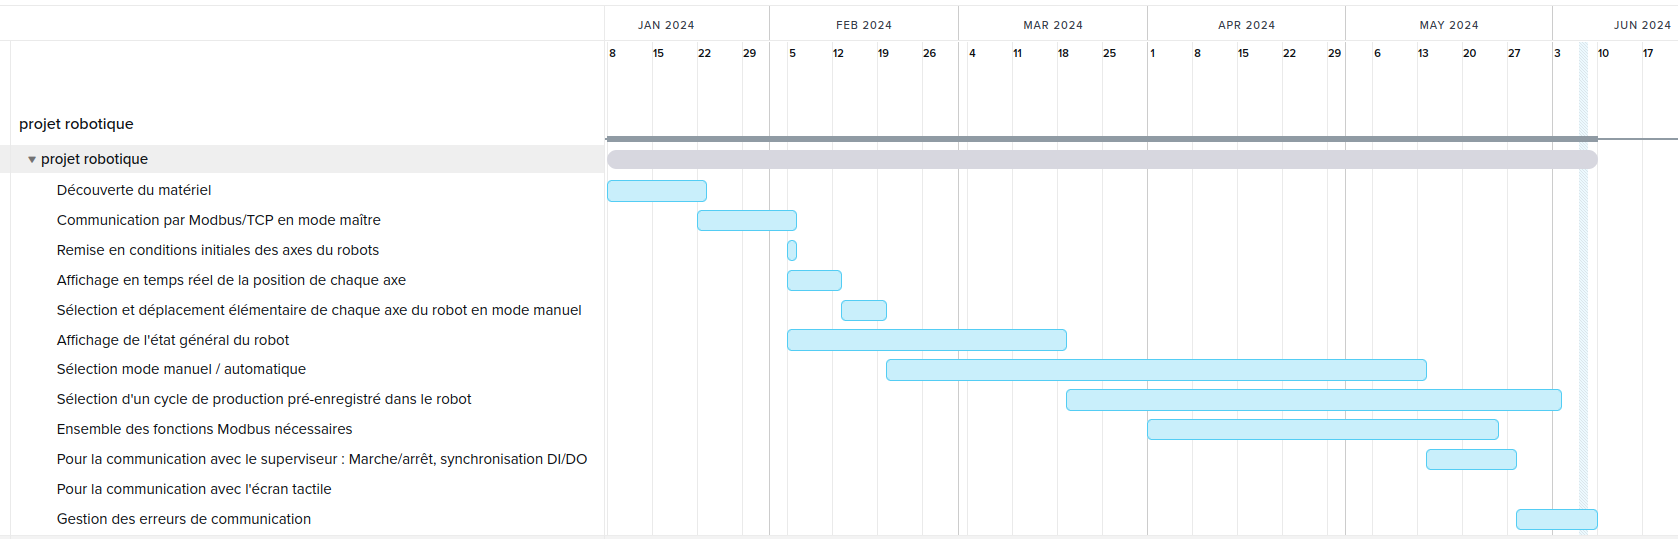 JAN 2024 FEB 2024 MAR 2024 APR 2024 MAY 2024 JUN 2024
8 15 22 29 5 12 19 26 4 11 18 25 1 8 15 22 29 6 13 20 27 3 10 17
projet robotique
projet robotique
Découverte du matériel
Communication par Modbus/TCP en mode maître
Remise en conditions initiales des axes du robots
Affichage en temps réel de la position de chaque axe
Sélection et déplacement élémentaire de chaque axe du robot en mode manuel
Affichage de l'état général du robot
Sélection mode manuel / automatique
Sélection d'un cycle de production pré-enregistré dans le robot
Ensemble des fonctions Modbus nécessaires
Pour la communication avec le superviseur : Marche/arrêt, synchronisation DI/DO
Pour la communication avec l'écran tactile
Gestion des erreurs de communication